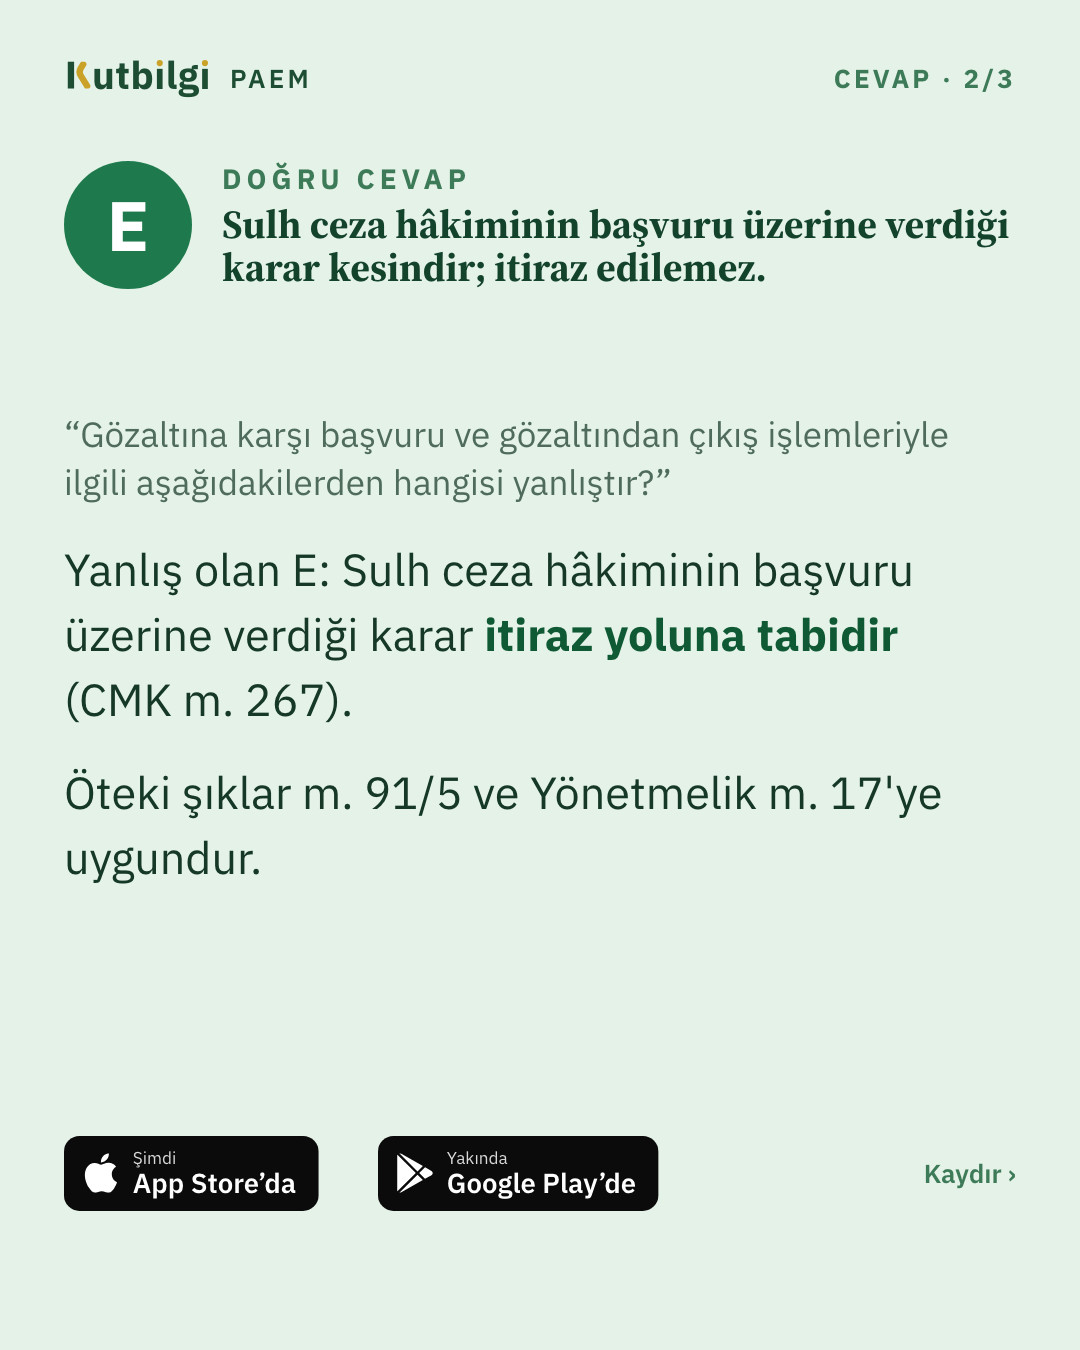 Kutbilgi PAEM
CEVAP · 2/3
E
DOĞRU CEVAP
Sulh ceza hâkiminin başvuru üzerine verdiği
karar kesindir; itiraz edilemez.
“Gözaltına karşı başvuru ve gözaltından çıkış işlemleriyle
ilgili aşağıdakilerden hangisi yanlıştır?”
Yanlış olan E: Sulh ceza hâkiminin başvuru
üzerine verdiği karar itiraz yoluna tabidir
(CMK m. 267).
Öteki şıklar m. 91/5 ve Yönetmelik m. 17'ye
uygundur.
Şimdi
App Store’da
Yakında
Google Play’de
Kaydır ›